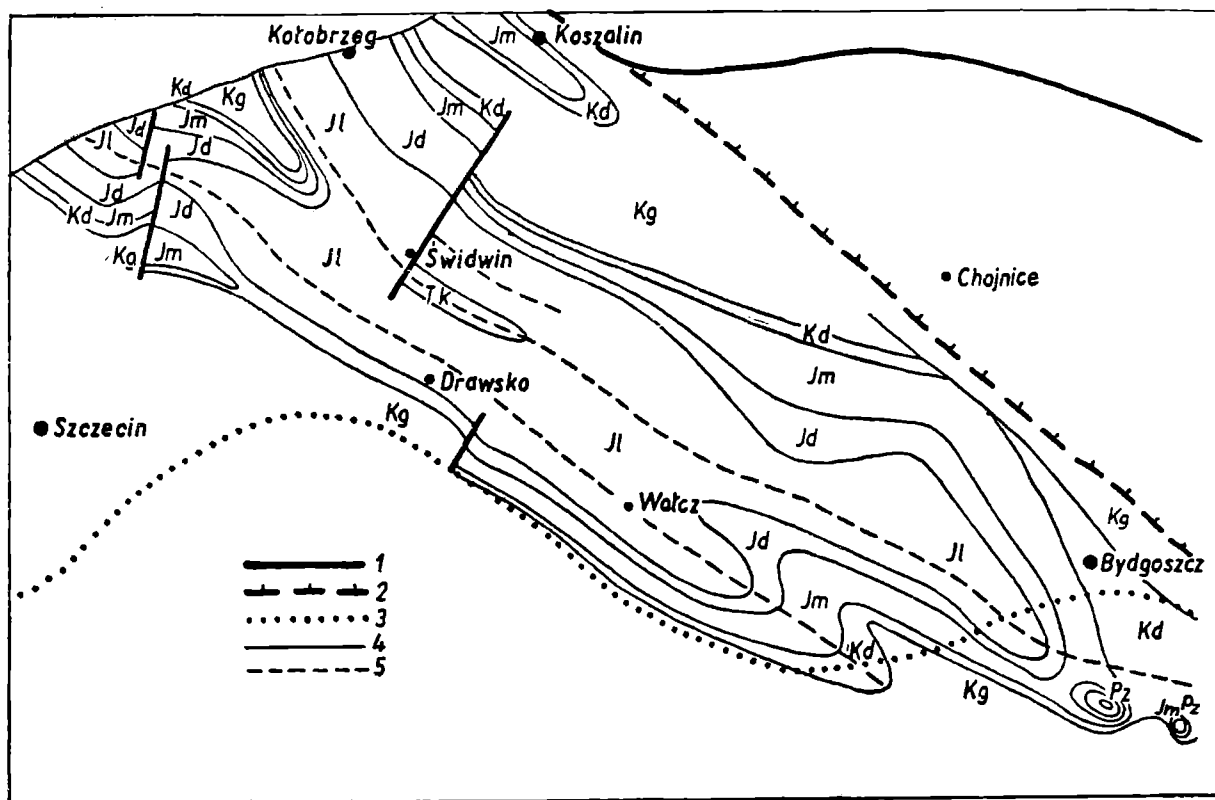 Kołobrzeg
Jm
Koszalin
Kd
Kg
Jm
Kd
Kd
Jl
Jd
Jm
Jd
Jl
Jd
Jd
Kg
Kd
Jm
Jd
Kg
Jm
Jl
Świdwin
Chojnice
T.k
Kd
Drawsko
Jm
Kg
Szczecin
Jd
Jl
Wałcz
Kg
Jd
Jl
Bydgoszcz
1
2
3
4
5
Jm
Kd
Kd
Kg
Pz
Jm
Pz